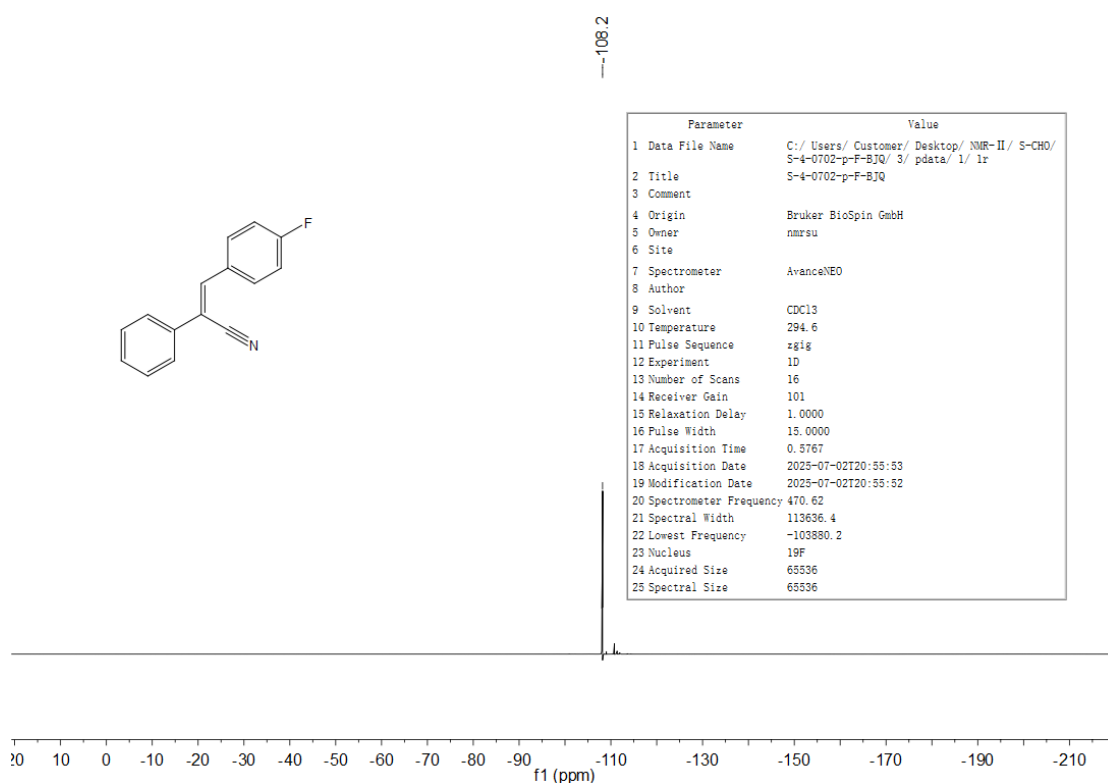 -108.2
Parameter Value
1 Data File Name C:/ Users/ Customer/ Desktop/ NMR-Ⅱ/ S-CHO/
S-4-0702-p-F-BJQ/ 3/ pdata/ 1/ 1r
2 Title S-4-0702-p-F-BJQ
3 Comment
4 Origin Bruker BioSpin GmbH
5 Owner nmrsu
6 Site
7 Spectrometer AvanceNEO
8 Author
9 Solvent CDCl3
10 Temperature 294.6
11 Pulse Sequence zgig
12 Experiment 1D
13 Number of Scans 16
14 Receiver Gain 101
15 Relaxation Delay 1.0000
16 Pulse Width 15.0000
17 Acquisition Time 0.5767
18 Acquisition Date 2025-07-02T20:55:53
19 Modification Date 2025-07-02T20:55:52
20 Spectrometer Frequency 470.62
21 Spectral Width 113636.4
22 Lowest Frequency -103880.2
23 Nucleus 19F
24 Acquired Size 65536
25 Spectral Size 65536
F
N
20 10 0 -10 -20 -30 -40 -50 -60 -70 -80 -90 -110 -130 -150 -170 -190 -210
f1 (ppm)